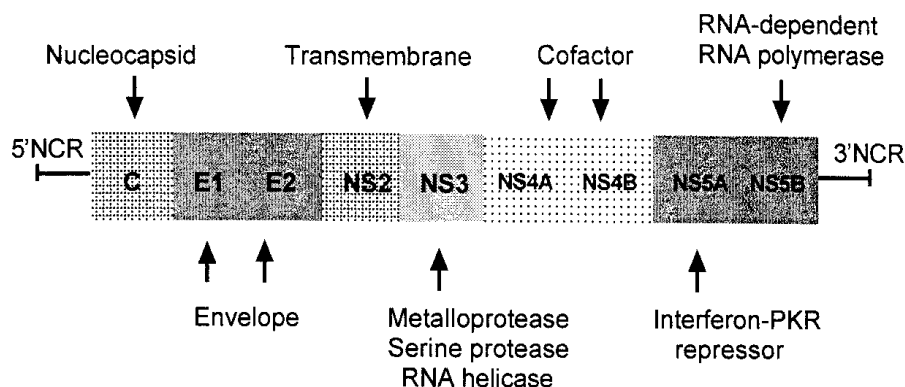 Nucleocapsid
Transmembrane
Cofactor
RNA-dependent
RNA polymerase
5'NCR
C
E1
E2
NS2
NS3
NS4A
NS4B
NS5A
NS5B
3'NCR
Envelope
Metalloprotease
Serine protease
RNA helicase
Interferon-PKR
repressor